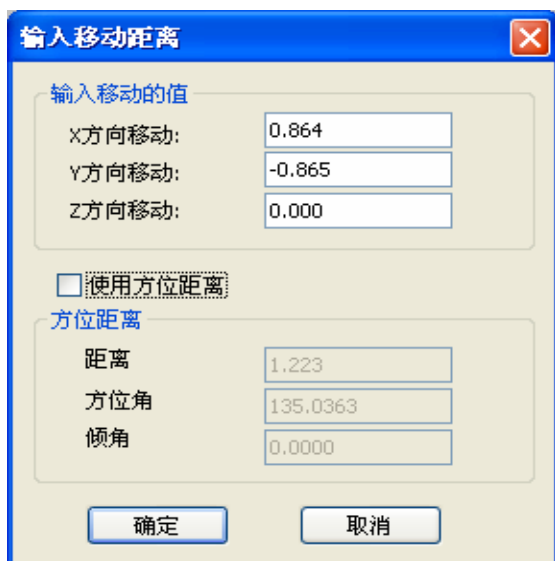 输入移动距离
输入移动的值
X方向移动: 0.864
Y方向移动: -0.865
Z方向移动: 0.000
使用方位距离
方位距离
距离 1.223
方位角 135.0363
倾角 0.0000
确定 取消